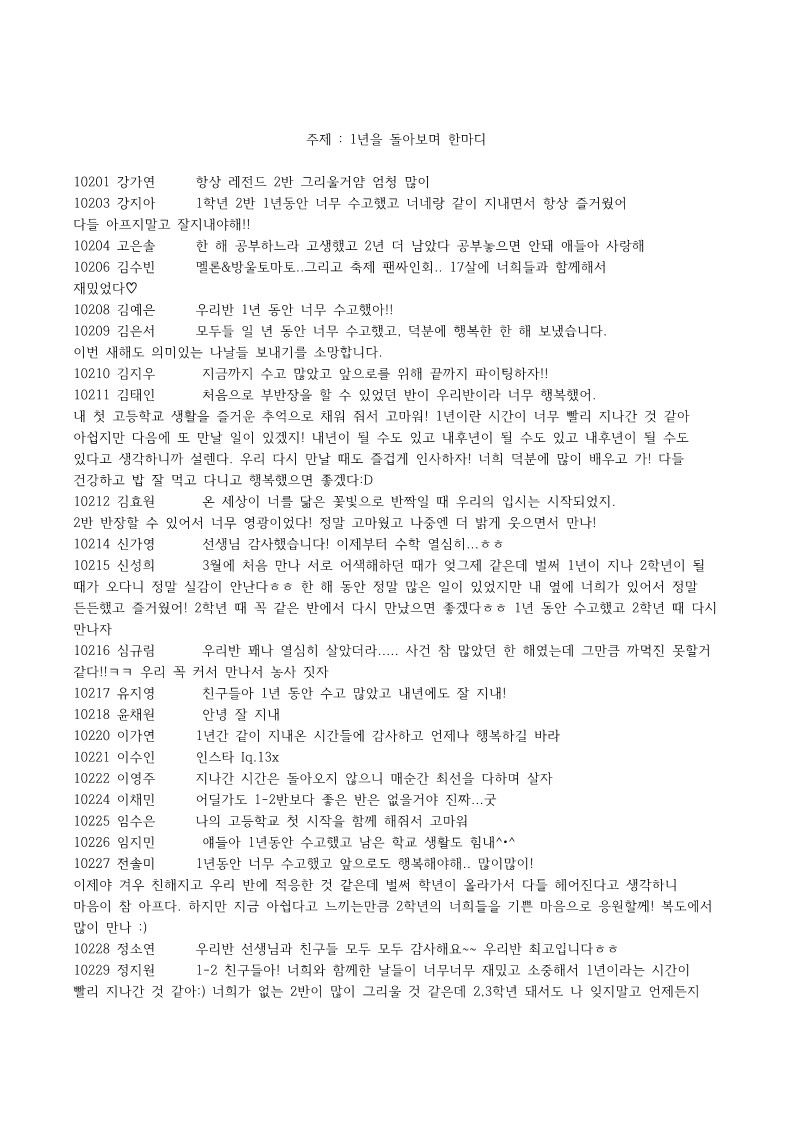 주제 : 1년을 돌아보며 한마디
10201 강가연 항상 레전드 2반 그리울거얌 엄청 많이
10203 강지아 1학년 2반 1년동안 너무 수고했고 너네랑 같이 지내면서 항상 즐거웠어
다들 아프지말고 잘지내야해!!
10204 고은솔 한 해 공부하느라 고생했고 2년 더 남았다 공부놓으면 안돼 애들아 사랑해
10206 김수빈 멜론&방울토마토..그리고 축제 팬싸인회.. 17살에 너희들과 함께해서
재밌었다♡
10208 김예은 우리반 1년 동안 너무 수고했아!!
10209 김은서 모두들 일 년 동안 너무 수고했고, 덕분에 행복한 한 해 보냈습니다.
이번 새해도 의미있는 나날들 보내기를 소망합니다.
10210 김지우 지금까지 수고 많았고 앞으로를 위해 끝까지 파이팅하자!!
10211 김태인 처음으로 부반장을 할 수 있었던 반이 우리반이라 너무 행복했어.
내 첫 고등학교 생활을 즐거운 추억으로 채워 줘서 고마워! 1년이란 시간이 너무 빨리 지나간 것 같아
아쉽지만 다음에 또 만날 일이 있겠지! 내년이 될 수도 있고 내후년이 될 수도 있고 내후년이 될 수도
있다고 생각하니까 설렌다. 우리 다시 만날 때도 즐겁게 인사하자! 너희 덕분에 많이 배우고 가! 다들
건강하고 밥 잘 먹고 다니고 행복했으면 좋겠다:D
10212 김효원 온 세상이 너를 닮은 꽃빛으로 반짝일 때 우리의 입시는 시작되었지.
2반 반장할 수 있어서 너무 영광이었다! 정말 고마웠고 나중엔 더 밝게 웃으면서 만나!
10214 신가영 선생님 감사했습니다! 이제부터 수학 열심히...ㅎㅎ
10215 신성희 3월에 처음 만나 서로 어색해하던 때가 엊그제 같은데 벌써 1년이 지나 2학년이 될
때가 오다니 정말 실감이 안난다ㅎㅎ 한 해 동안 정말 많은 일이 있었지만 내 옆에 너희가 있어서 정말
든든했고 즐거웠어! 2학년 때 꼭 같은 반에서 다시 만났으면 좋겠다ㅎㅎ 1년 동안 수고했고 2학년 때 다시
만나자
10216 심규림 우리반 꽤나 열심히 살았더라..... 사건 참 많았던 한 해였는데 그만큼 까먹진 못할거
같다!!ㅋㅋ 우리 꼭 커서 만나서 농사 짓자
10217 유지영 친구들아 1년 동안 수고 많았고 내년에도 잘 지내!
10218 윤채원 안녕 잘 지내
10220 이가연 1년간 같이 지내온 시간들에 감사하고 언제나 행복하길 바라
10221 이수인 인스타 Iq.13x
10222 이영주 지나간 시간은 돌아오지 않으니 매순간 최선을 다하며 살자
10224 이채민 어딜가도 1-2반보다 좋은 반은 없을거야 진짜...굿
10225 임수은 나의 고등학교 첫 시작을 함께 해줘서 고마워
10226 임지민 얘들아 1년동안 수고했고 남은 학교 생활도 힘내^•^
10227 전솔미 1년동안 너무 수고했고 앞으로도 행복해야해.. 많이많이!
이제야 겨우 친해지고 우리 반에 적응한 것 같은데 벌써 학년이 올라가서 다들 헤어진다고 생각하니
마음이 참 아프다. 하지만 지금 아쉽다고 느끼는만큼 2학년의 너희들을 기쁜 마음으로 응원할께! 복도에서
많이 만나 :)
10228 정소연 우리반 선생님과 친구들 모두 모두 감사해요~~ 우리반 최고입니다ㅎㅎ
10229 정지원 1-2 친구들아! 너희와 함께한 날들이 너무너무 재밌고 소중해서 1년이라는 시간이
빨리 지나간 것 같아:) 너희가 없는 2반이 많이 그리울 것 같은데 2,3학년 돼서도 나 잊지말고 언제든지